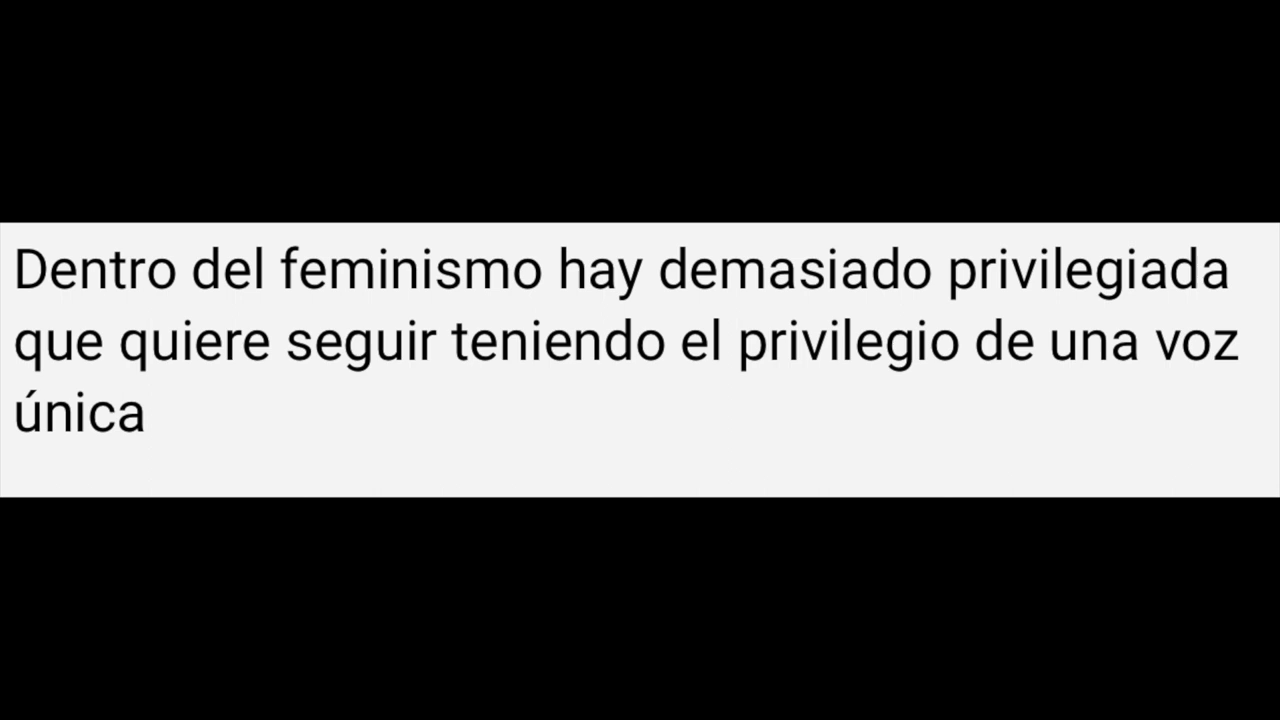 Dentro del feminismo hay demasiado privilegiada
que quiere seguir teniendo el privilegio de una voz
única